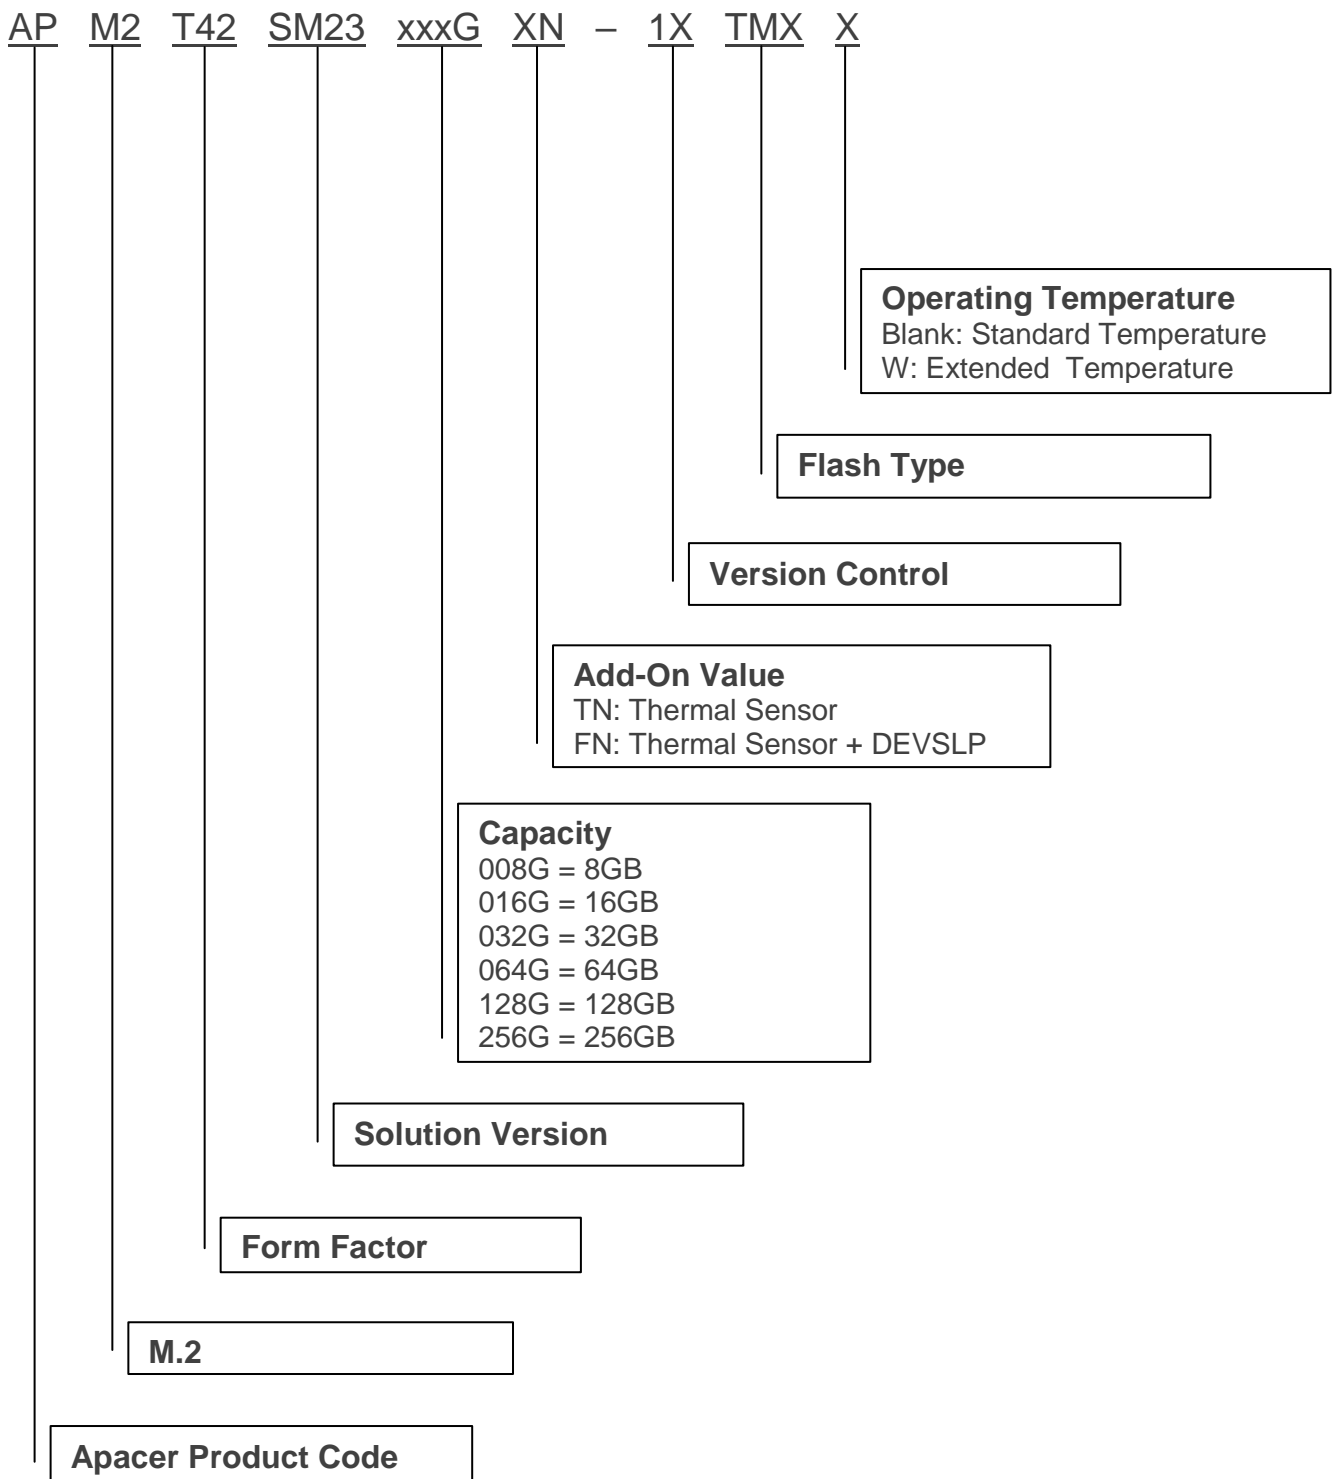 AP M2 T42 SM23 xxxG XN – 1X TMX X
Operating Temperature
Blank: Standard Temperature
W: Extended  Temperature
Flash Type
Version Control
Add-On Value
TN: Thermal Sensor
FN: Thermal Sensor + DEVSLP
Capacity
008G = 8GB
016G = 16GB
032G = 32GB
064G = 64GB
128G = 128GB
256G = 256GB
Solution Version
Form Factor
M.2
Apacer Product Code